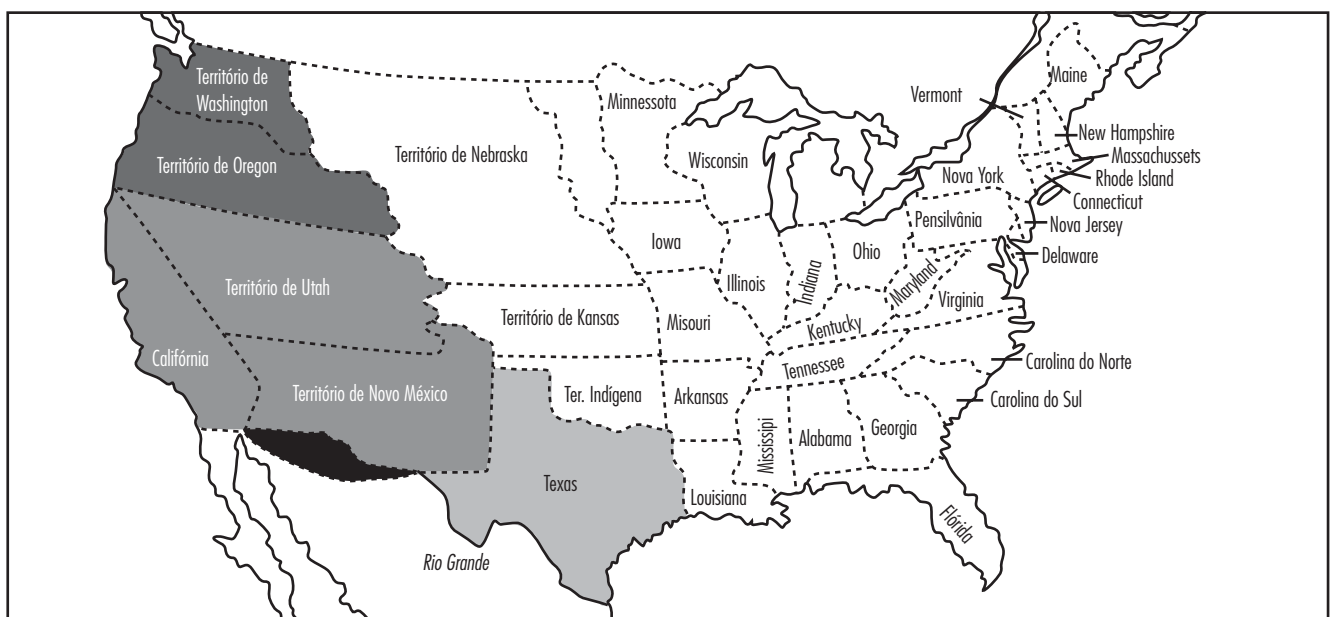 Território de
Washington
Território de Oregon
Território de Nebraska
Minnessota
Wisconsin
Vermont
Maine
New Hampshire
Massachussets
Rhode Island
Connecticut
Nova York
Pensilvânia
Nova Jersey
Delaware
Iowa
Illinois
Indiana
Ohio
Maryland
Virginia
Território de Utah
Território de Kansas
Misouri
Kentucky
Califórnia
Território de Novo México
Ter. Indígena
Arkansas
Tennessee
Carolina do Norte
Carolina do Sul
Mississipi
Alabama
Georgia
Texas
Louisiana
Flórida
Rio Grande